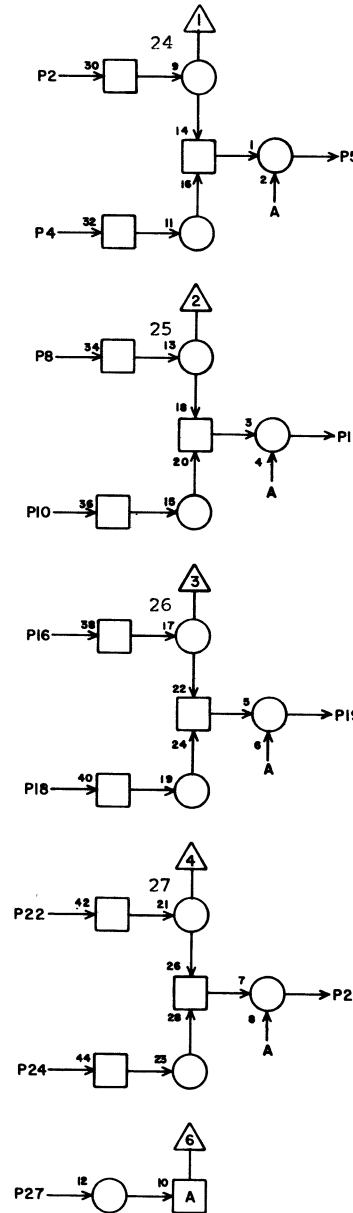 1
24
P2 30 9
14 1 P5
16 2
P4 32 11 A
2
25
P8 34 13
18 3 P1
20 4
P10 36 15 A
3
26
P16 38 17
22 5 P19
24 6
P18 40 19 A
4
27
P22 42 21
26 7 P2
28 8
P24 44 23 A
6
P27 12 10 A